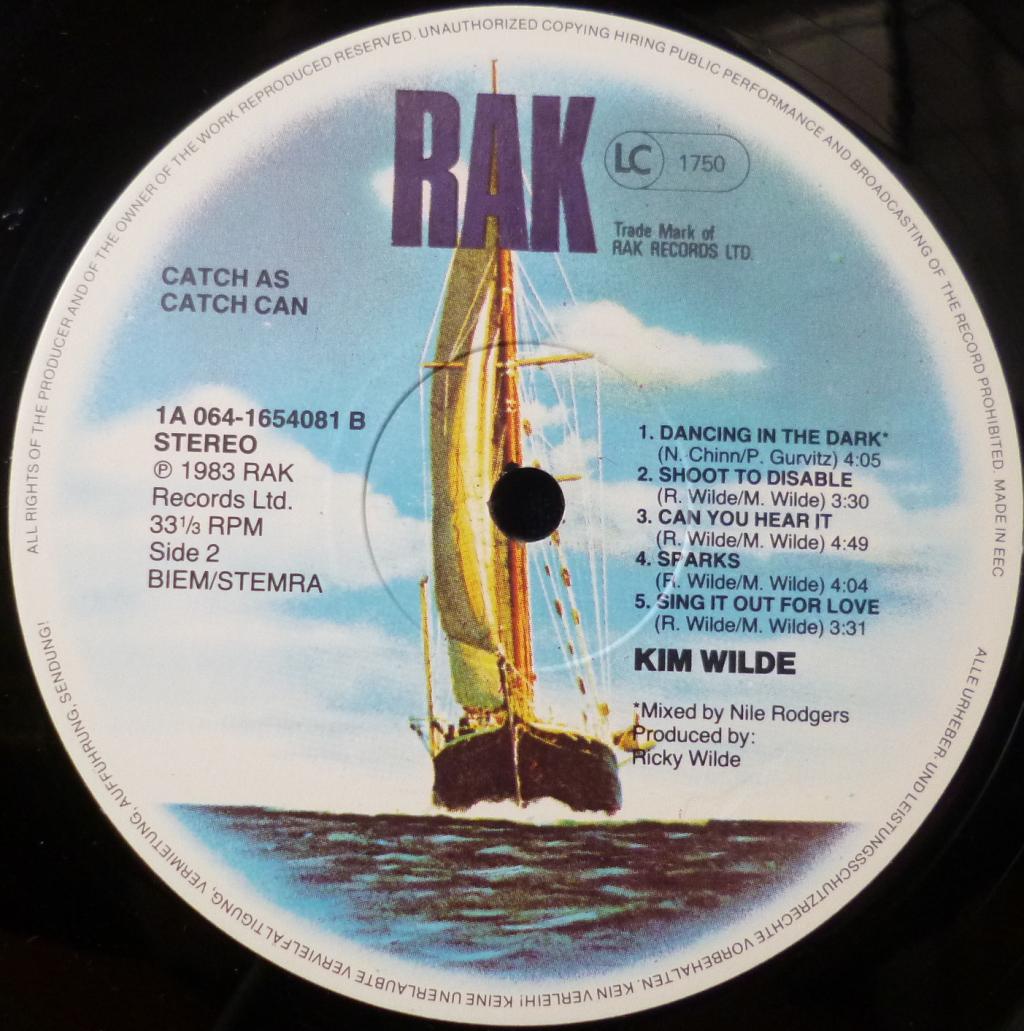 ALL RIGHTS OF THE PRODUCER AND OF THE OWNER OF THE WORK REPRODUCED RESERVED. UNAUTHORIZED COPYING HIRING PUBLIC PERFORMANCE AND BROADCASTING OF THE RECORD PROHIBITED. MADE IN EEC
RAK
LC 1750
Trade Mark of
RAK RECORDS LTD.
CATCH AS
CATCH CAN
1A 064-1654081 B
STEREO
℗ 1983 RAK
Records Ltd.
33 1/3 RPM
Side 2
BIEM/STEMRA
1. DANCING IN THE DARK*
(N. Chinn/P. Gurvitz) 4:05
2. SHOOT TO DISABLE
(R. Wilde/M. Wilde) 3:30
3. CAN YOU HEAR IT
(R. Wilde/M. Wilde) 4:49
4. SPARKS
(R. Wilde/M. Wilde) 4:04
5. SING IT OUT FOR LOVE
(R. Wilde/M. Wilde) 3:31
KIM WILDE
*Mixed by Nile Rodgers
Produced by:
Ricky Wilde
ALLE URHEBER- UND LEISTUNGSSCHUTZRECHTE VORBEHALTEN. KEIN VERLEIH! KEINE UNERLAUBTE VERVIELFÄLTIGUNG, VERMIETUNG, AUFFÜHRUNG, SENDUNG!